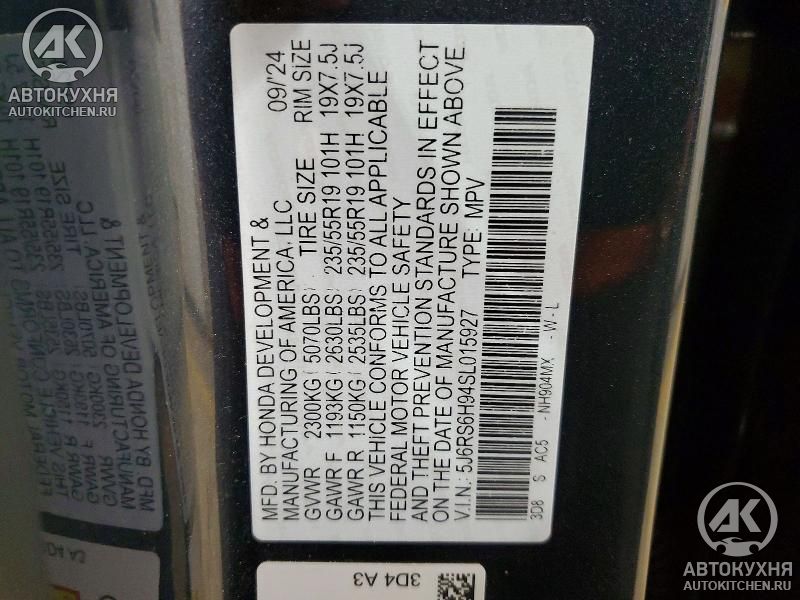 АК
АВТОКУХНЯ
AUTOKITCHEN.RU
MFD. BY HONDA DEVELOPMENT & 09/24
MANUFACTURING OF AMERICA, LLC TIRE SIZE RIM SIZE
GVWR 2300KG( 5070LBS)
GAWR F 1193KG( 2630LBS) 235/55R19 101H 19X7.5J
GAWR R 1150KG( 2535LBS) 235/55R19 101H 19X7.5J
THIS VEHICLE CONFORMS TO ALL APPLICABLE
FEDERAL MOTOR VEHICLE SAFETY
AND THEFT PREVENTION STANDARDS IN EFFECT
ON THE DATE OF MANUFACTURE SHOWN ABOVE.
V.I.N.: 5J6RS6H94SL015927 TYPE: MPV
3D8 S AC5 - NH904MX - W - L
3D4 A3
АК
АВТОКУХНЯ
AUTOKITCHEN.RU